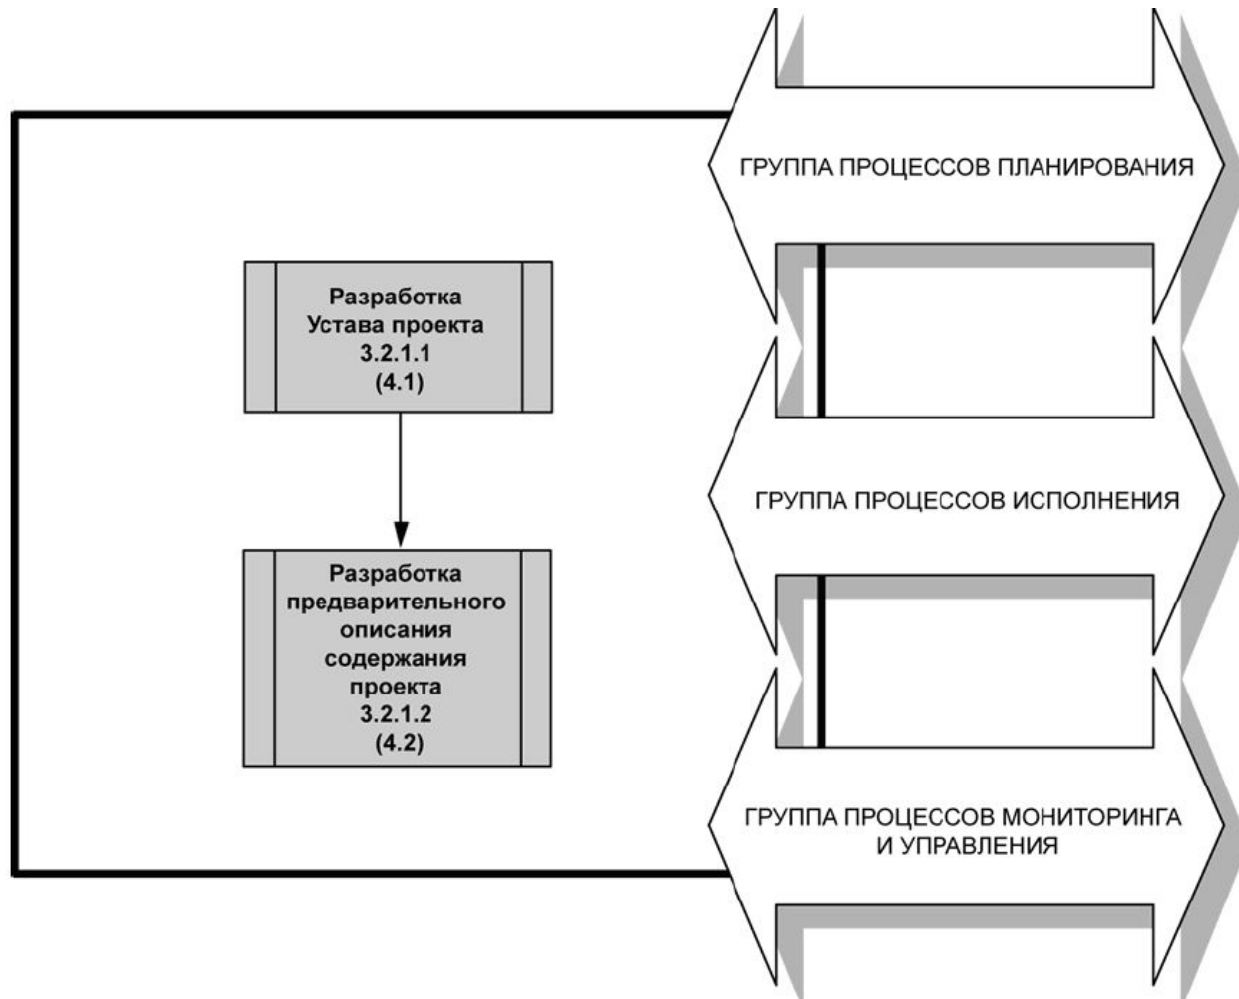 ГРУППА ПРОЦЕССОВ ПЛАНИРОВАНИЯ
Разработка
Устава проекта
3.2.1.1
(4.1)
ГРУППА ПРОЦЕССОВ ИСПОЛНЕНИЯ
Разработка
предварительного
описания
содержания
проекта
3.2.1.2
(4.2)
ГРУППА ПРОЦЕССОВ МОНИТОРИНГА
И УПРАВЛЕНИЯ